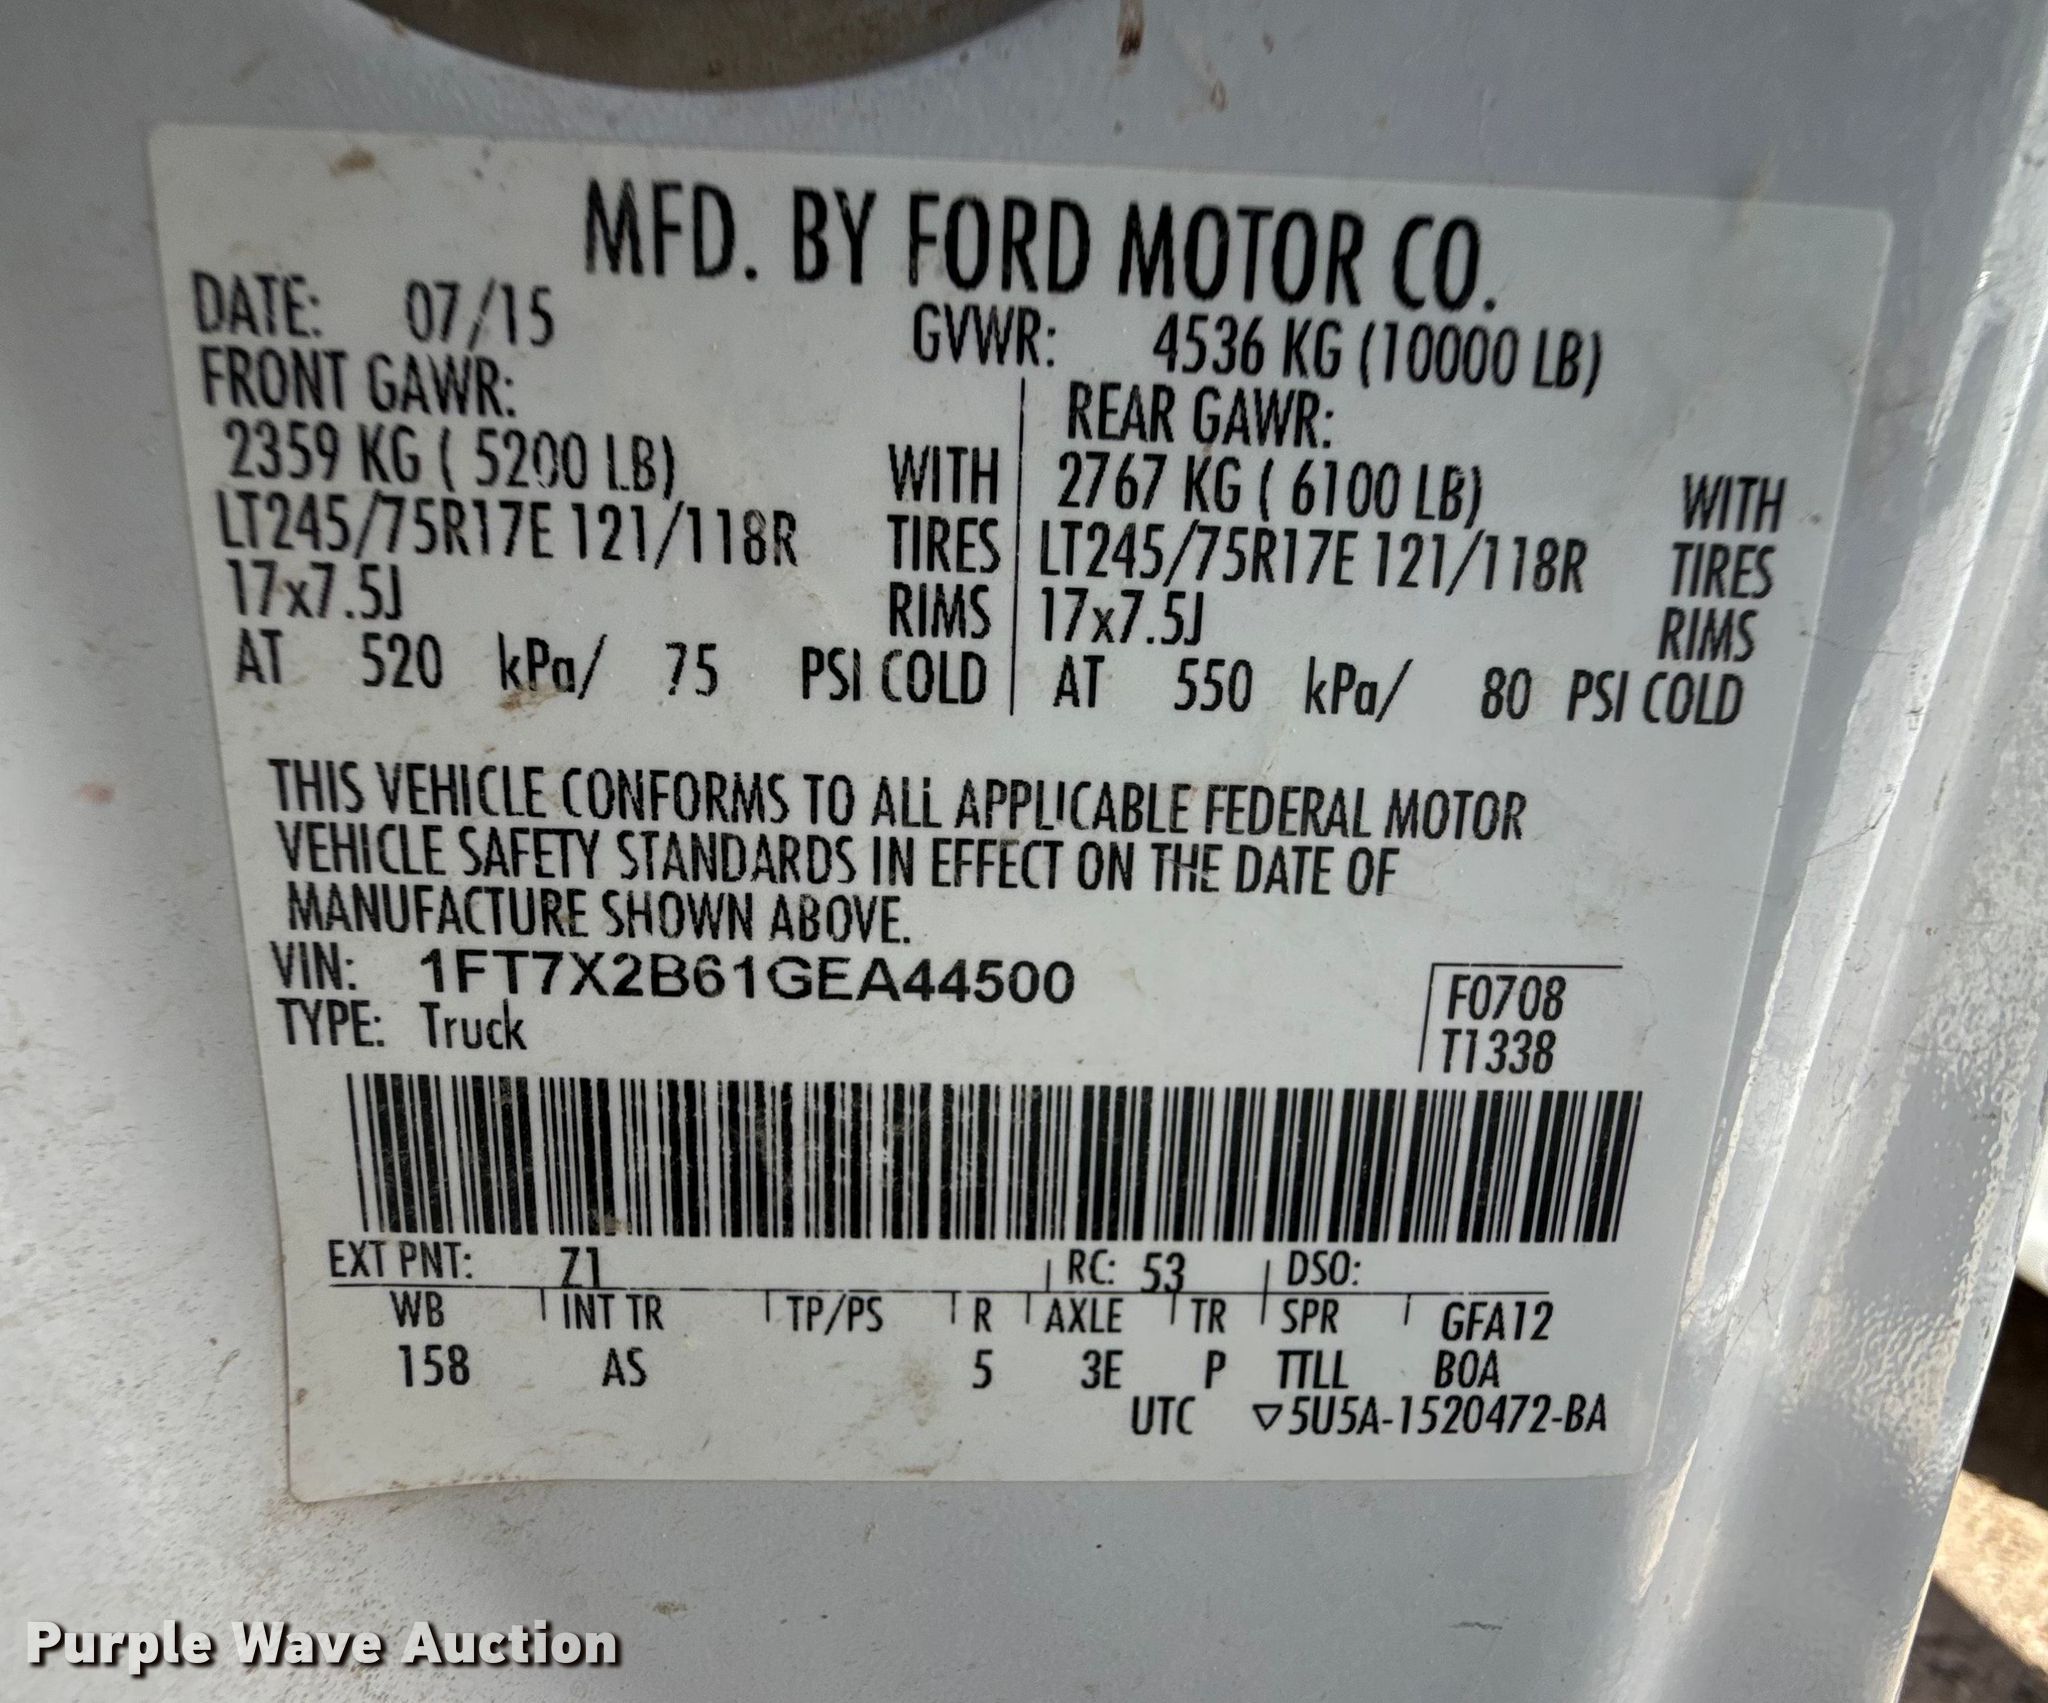 MFD. BY FORD MOTOR CO.
DATE: 07/15 GVWR: 4536 KG (10000 LB)
FRONT GAWR: REAR GAWR:
2359 KG ( 5200 LB) WITH 2767 KG ( 6100 LB) WITH
LT245/75R17E 121/118R TIRES LT245/75R17E 121/118R TIRES
17x7.5J RIMS 17x7.5J RIMS
AT 520 kPa/ 75 PSI COLD AT 550 kPa/ 80 PSI COLD
THIS VEHICLE CONFORMS TO ALL APPLICABLE FEDERAL MOTOR
VEHICLE SAFETY STANDARDS IN EFFECT ON THE DATE OF
MANUFACTURE SHOWN ABOVE.
VIN: 1FT7X2B61GEA44500 F0708
TYPE: Truck T1338
EXT PNT: Z1 RC: 53 DSO:
WB INT TR TP/PS R AXLE TR SPR GFA12
158 AS 5 3E P TTLL BOA
UTC ▽5U5A-1520472-BA
Purple Wave Auction